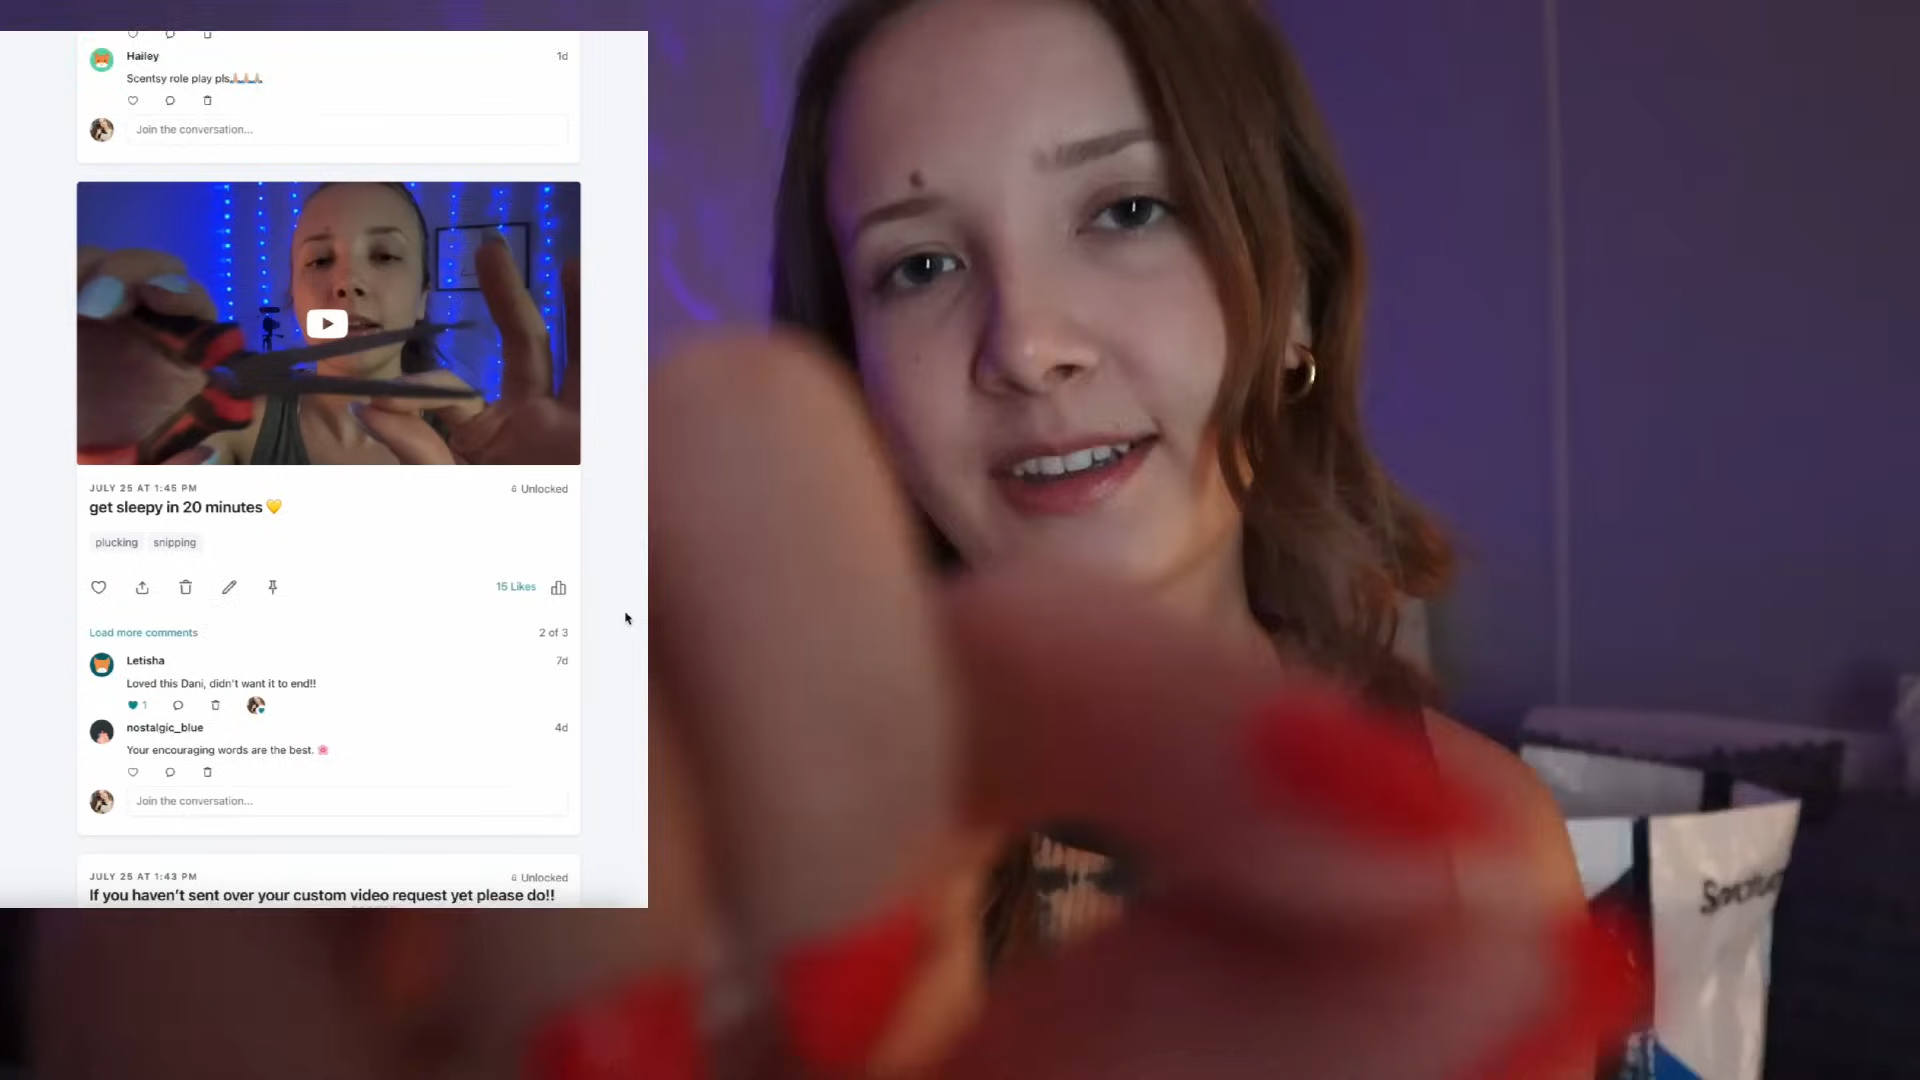 Hailey
1d
Scentsy role play pls🙏🏼🙏🏼🙏🏼
Join the conversation...
JULY 25 AT 1:45 PM
Unlocked
get sleepy in 20 minutes 💛
plucking snipping
15 Likes
Load more comments
2 of 3
Letisha
7d
Loved this Dani, didn't want it to end!!
1
nostalgic_blue
4d
Your encouraging words are the best. 🌸
Join the conversation...
JULY 25 AT 1:43 PM
Unlocked
If you haven't sent over your custom video request yet please do!!